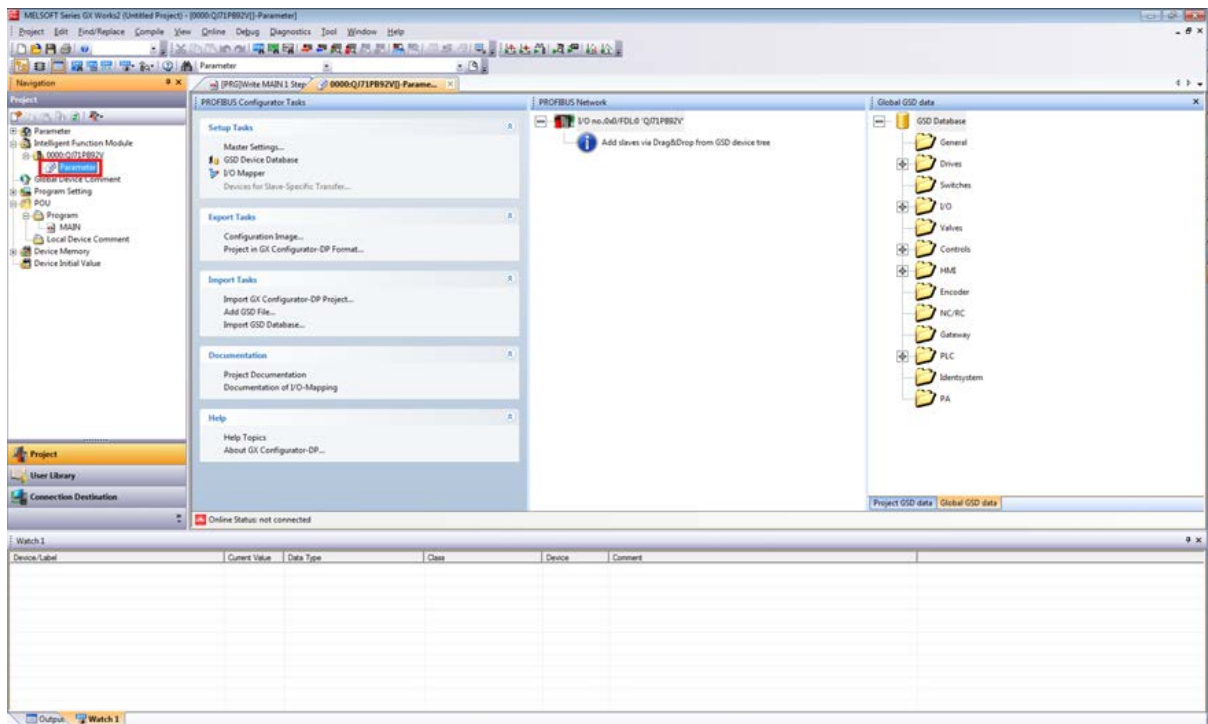 MELSOFT Series GX Works2 (Untitled Project) - [0000:QJ71PB92V[]-Parameter]
Project Edit Find/Replace Compile View Online Debug Diagnostics Tool Window Help
Parameter
Navigation
[PRG]Write MAIN 1 Step
0000:QJ71PB92V[]-Parame...
Project
Parameter
Intelligent Function Module
0000:QJ71PB92V
Parameter
Global Device Comment
Program Setting
POU
Program
MAIN
Local Device Comment
Device Memory
Device Initial Value
Project
User Library
Connection Destination
PROFIBUS Configurator Tasks
Setup Tasks
Master Settings...
GSD Device Database
I/O Mapper
Devices for Slave-Specific Transfer...
Export Tasks
Configuration Image...
Project in GX Configurator-DP Format...
Import Tasks
Import GX Configurator-DP Project...
Add GSD File...
Import GSD Database...
Documentation
Project Documentation
Documentation of I/O-Mapping
Help
Help Topics
About GX Configurator-DP...
PROFIBUS Network
I/O no.:0x0/FDL:0 'QJ71PB92V'
Add slaves via Drag&Drop from GSD device tree
Global GSD data
GSD Database
General
Drives
Switches
I/O
Valves
Controls
HMI
Encoder
NC/RC
Gateway
PLC
Identsystem
PA
Project GSD data Global GSD data
Online Status: not connected
Watch 1
Device/Label Current Value Data Type Class Device Comment
Output Watch 1